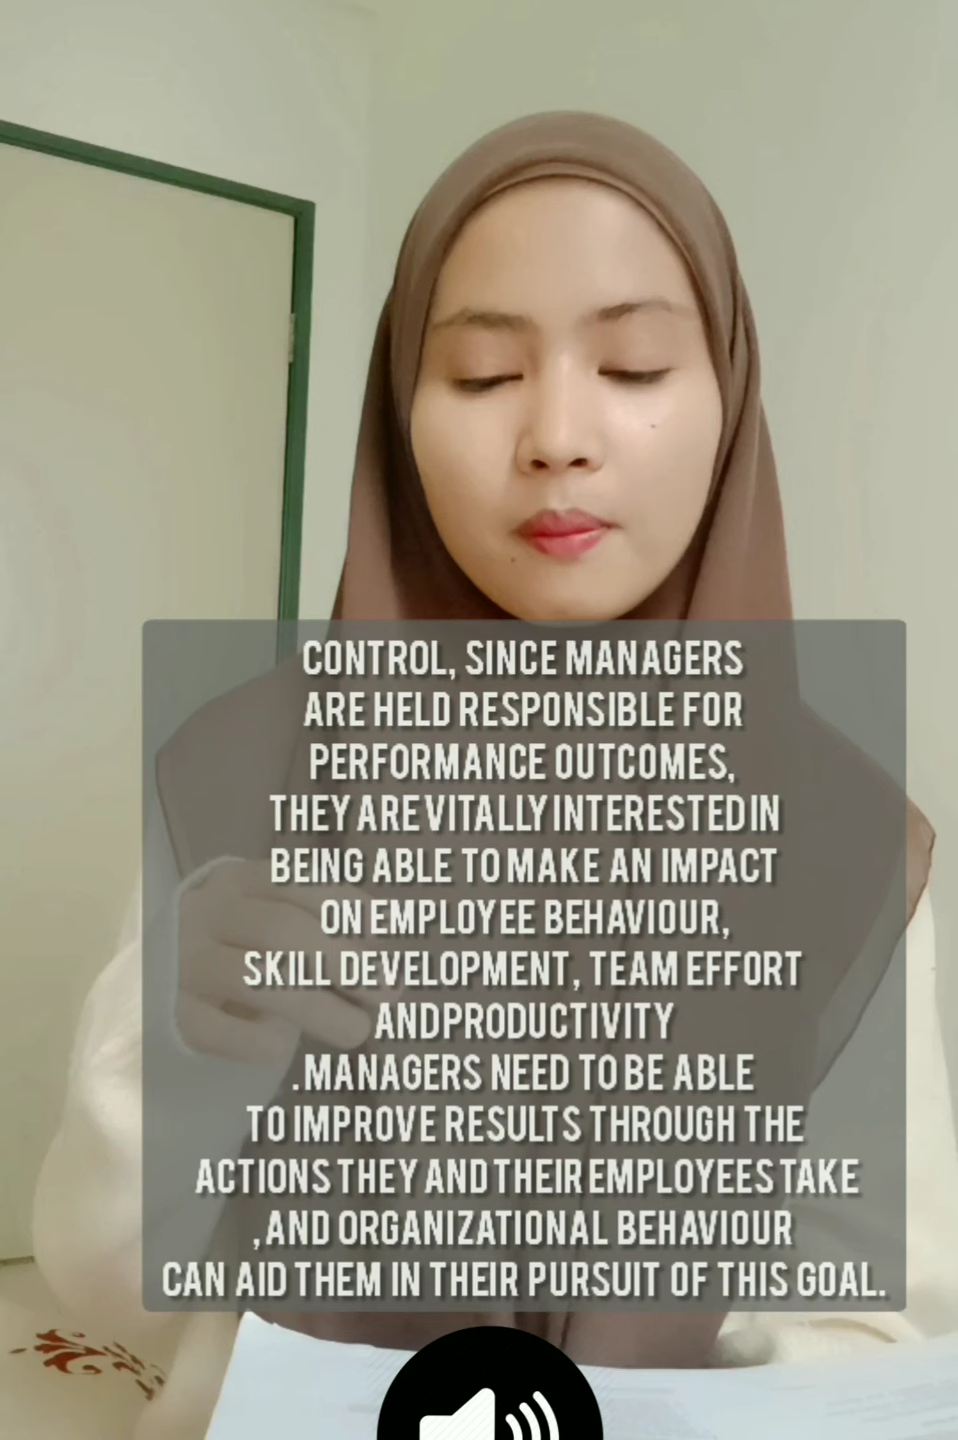 CONTROL, SINCE MANAGERS
ARE HELD RESPONSIBLE FOR
PERFORMANCE OUTCOMES,
THEY ARE VITALLY INTERESTED IN
BEING ABLE TO MAKE AN IMPACT
ON EMPLOYEE BEHAVIOUR,
SKILL DEVELOPMENT, TEAM EFFORT
ANDPRODUCTIVITY
.MANAGERS NEED TO BE ABLE
TO IMPROVE RESULTS THROUGH THE
ACTIONS THEY AND THEIR EMPLOYEES TAKE
,AND ORGANIZATIONAL BEHAVIOUR
CAN AID THEM IN THEIR PURSUIT OF THIS GOAL.